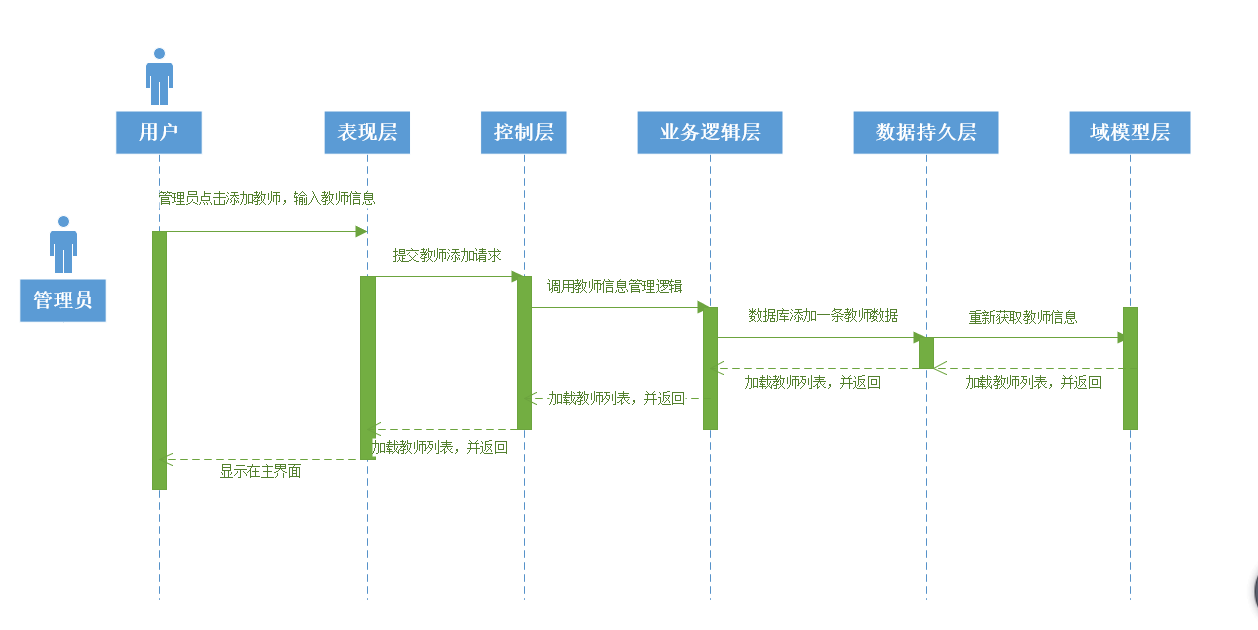 用户
表现层
控制层
业务逻辑层
数据持久层
域模型层
管理员点击添加教师，输入教师信息
提交教师添加请求
调用教师信息管理逻辑
管理员
数据库添加一条教师数据
重新获取教师信息
加载教师列表，并返回
加载教师列表，并返回
加载教师列表，并返回
加载教师列表，并返回
显示在主界面